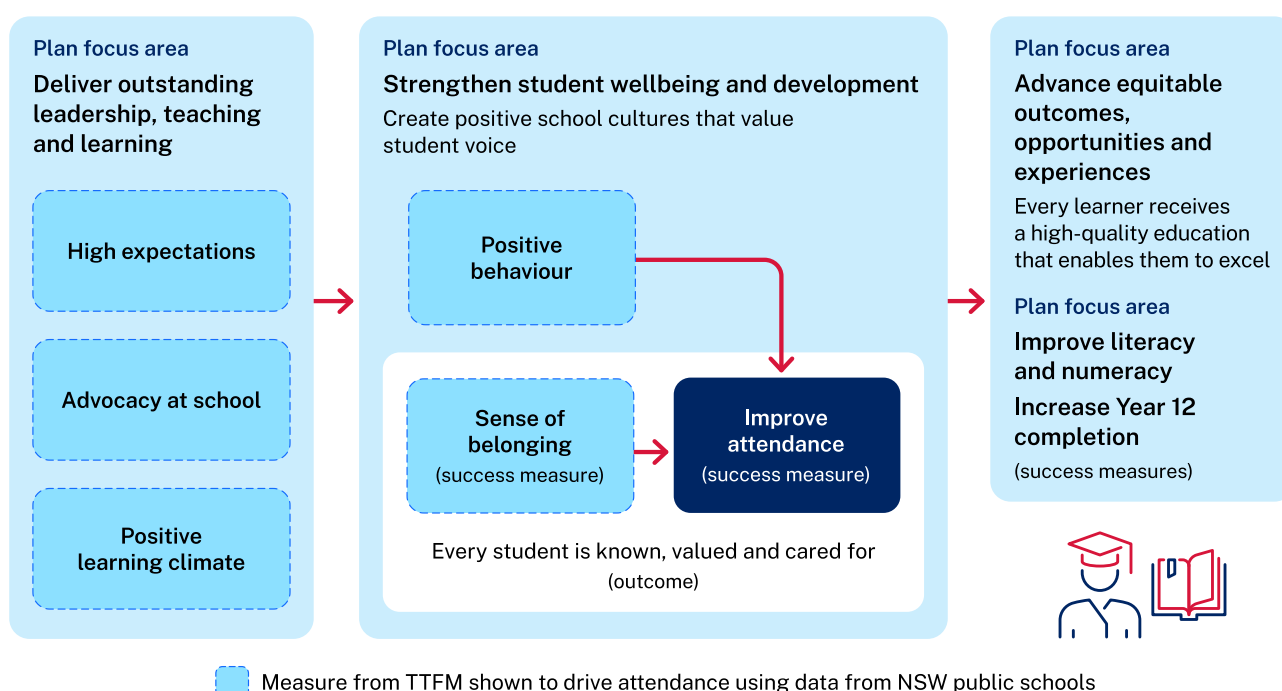 Plan focus area
Deliver outstanding
leadership, teaching
and learning
High expectations
Advocacy at school
Positive
learning climate
Plan focus area
Strengthen student wellbeing and development
Create positive school cultures that value
student voice
Positive
behaviour
Sense of
belonging
(success measure)
Improve
attendance
(success measure)
Every student is known, valued and cared for
(outcome)
Plan focus area
Advance equitable
outcomes,
opportunities and
experiences
Every learner receives
a high-quality education
that enables them to excel
Plan focus area
Improve literacy
and numeracy
Increase Year 12
completion
(success measures)
Measure from TTFM shown to drive attendance using data from NSW public schools